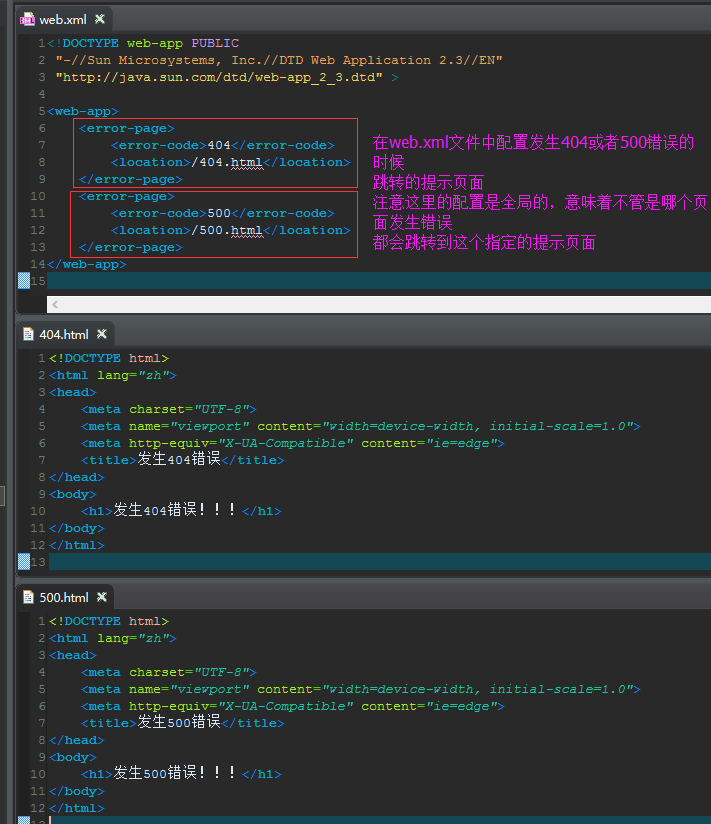 web.xml
1 <!DOCTYPE web-app PUBLIC
2 "-//Sun Microsystems, Inc.//DTD Web Application 2.3//EN"
3 "http://java.sun.com/dtd/web-app_2_3.dtd" >
4
5 <web-app>
6 <error-page>
7 <error-code>404</error-code>
8 <location>/404.html</location>
9 </error-page>
10 <error-page>
11 <error-code>500</error-code>
12 <location>/500.html</location>
13 </error-page>
14 </web-app>
15
在web.xml文件中配置发生404或者500错误的
时候
跳转的提示页面
注意这里的配置是全局的，意味着不管是哪个页
面发生错误
都会跳转到这个指定的提示页面
404.html
1 <!DOCTYPE html>
2 <html lang="zh">
3 <head>
4 <meta charset="UTF-8">
5 <meta name="viewport" content="width=device-width, initial-scale=1.0">
6 <meta http-equiv="X-UA-Compatible" content="ie=edge">
7 <title>发生404错误</title>
8 </head>
9 <body>
10 <h1>发生404错误！！！</h1>
11 </body>
12 </html>
13
500.html
1 <!DOCTYPE html>
2 <html lang="zh">
3 <head>
4 <meta charset="UTF-8">
5 <meta name="viewport" content="width=device-width, initial-scale=1.0">
6 <meta http-equiv="X-UA-Compatible" content="ie=edge">
7 <title>发生500错误</title>
8 </head>
9 <body>
10 <h1>发生500错误！！！</h1>
11 </body>
12 </html>
13